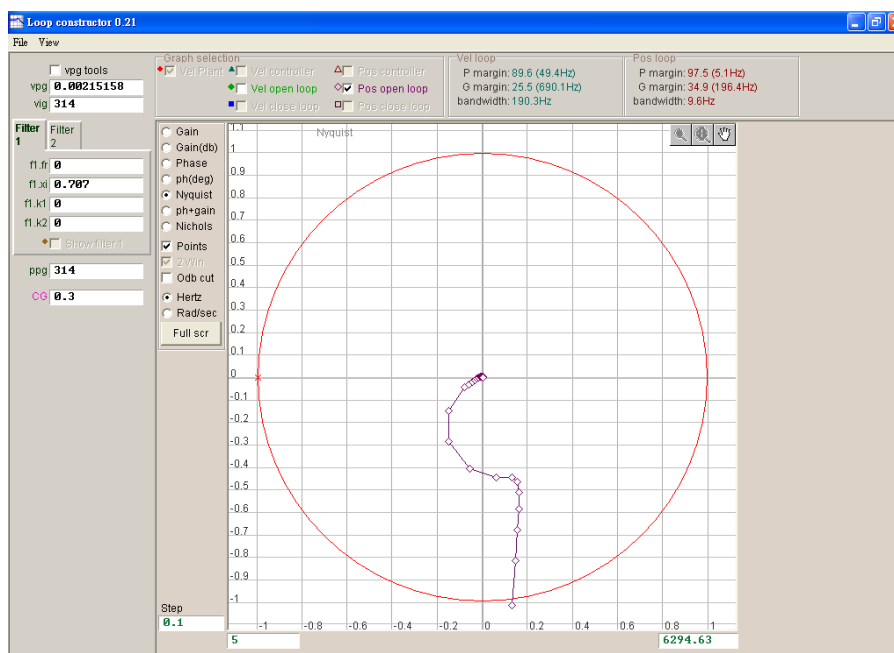 Loop constructor 0.21
File View
vpg tools
vpg 0.00215158
vig 314
Filter 1
Filter 2
f1.fr 0
f1.xi 0.707
f1.k1 0
f1.k2 0
Show filter 1
ppg 314
CG 0.3
Graph selection
Vel Plant
Vel controller
Pos controller
Vel open loop
Pos open loop
Vel close loop
Pos close loop
Vel loop
P margin: 89.6 (49.4Hz)
G margin: 25.5 (690.1Hz)
bandwidth: 190.3Hz
Pos loop
P margin: 97.5 (5.1Hz)
G margin: 34.9 (196.4Hz)
bandwidth: 9.6Hz
Gain
Gain(db)
Phase
ph(deg)
Nyquist
ph+gain
Nichols
Points
2 Win
0db cut
Hertz
Rad/sec
Full scr
Step
0.1
Nyquist
1.1
1
0.9
0.8
0.7
0.6
0.5
0.4
0.3
0.2
0.1
0
-0.1
-0.2
-0.3
-0.4
-0.5
-0.6
-0.7
-0.8
-0.9
-1
-1 -0.8 -0.6 -0.4 -0.2 0 0.2 0.4 0.6 0.8 1
5
6294.63